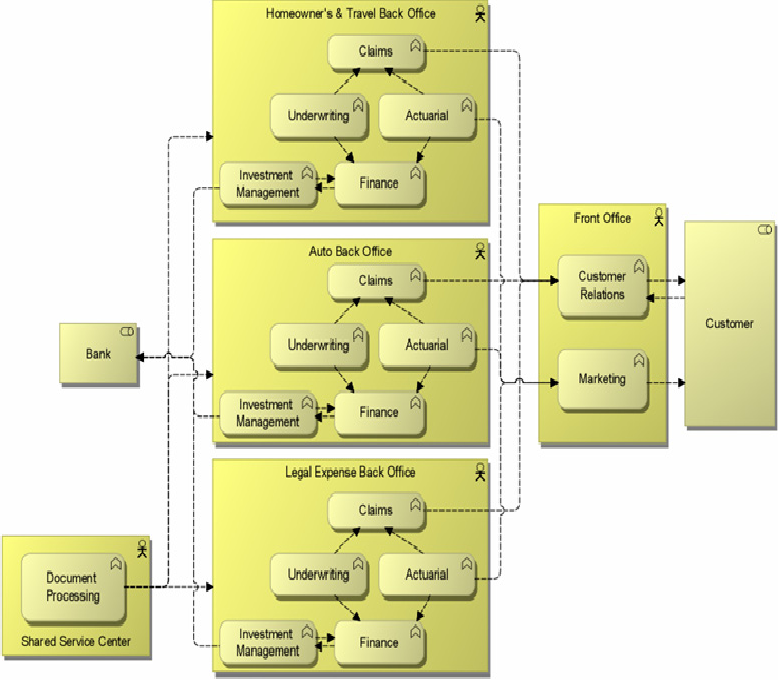 Homeowner's & Travel Back Office
Claims
Underwriting
Actuarial
Investment
Management
Finance
Auto Back Office
Claims
Underwriting
Actuarial
Investment
Management
Finance
Legal Expense Back Office
Claims
Underwriting
Actuarial
Investment
Management
Finance
Bank
Document
Processing
Shared Service Center
Front Office
Customer
Relations
Marketing
Customer